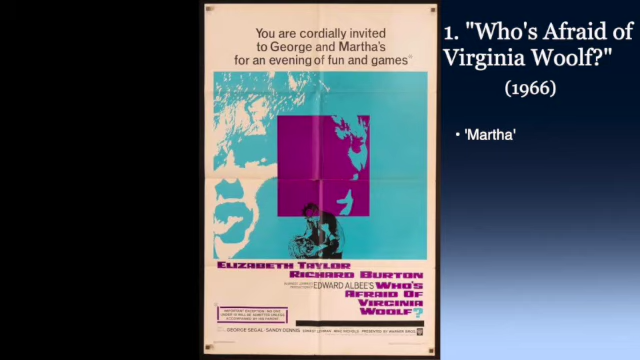 You are cordially invited
to George and Martha's
for an evening of fun and games*
ELIZABETH TAYLOR
RICHARD BURTON
EDWARD ALBEE'S WHO'S
AFRAID OF
VIRGINIA
WOOLF?
GEORGE SEGAL · SANDY DENNIS
1. "Who's Afraid of
Virginia Woolf?"
(1966)
• 'Martha'